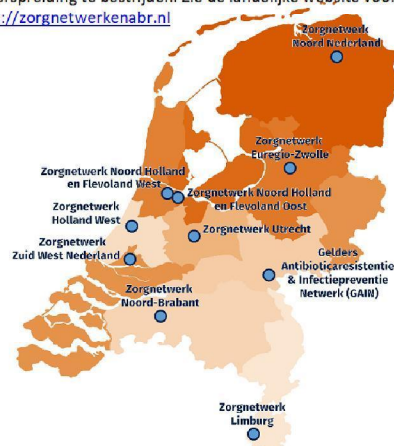 ://zorgnetwerkenabr.nl
Zorgnetwerk
Noord Nederland
Zorgnetwerk
Euregio-Zwolle
Zorgnetwerk Noord Holland
en Flevoland West
Zorgnetwerk Noord Holland
en Flevoland Oost
Zorgnetwerk
Holland West
Zorgnetwerk Utrecht
Zorgnetwerk
Zuid West Nederland
Gelders
Antibioticaresistentie
& Infectiepreventie
Netwerk (GAIN)
Zorgnetwerk
Noord-Brabant
Zorgnetwerk
Limburg